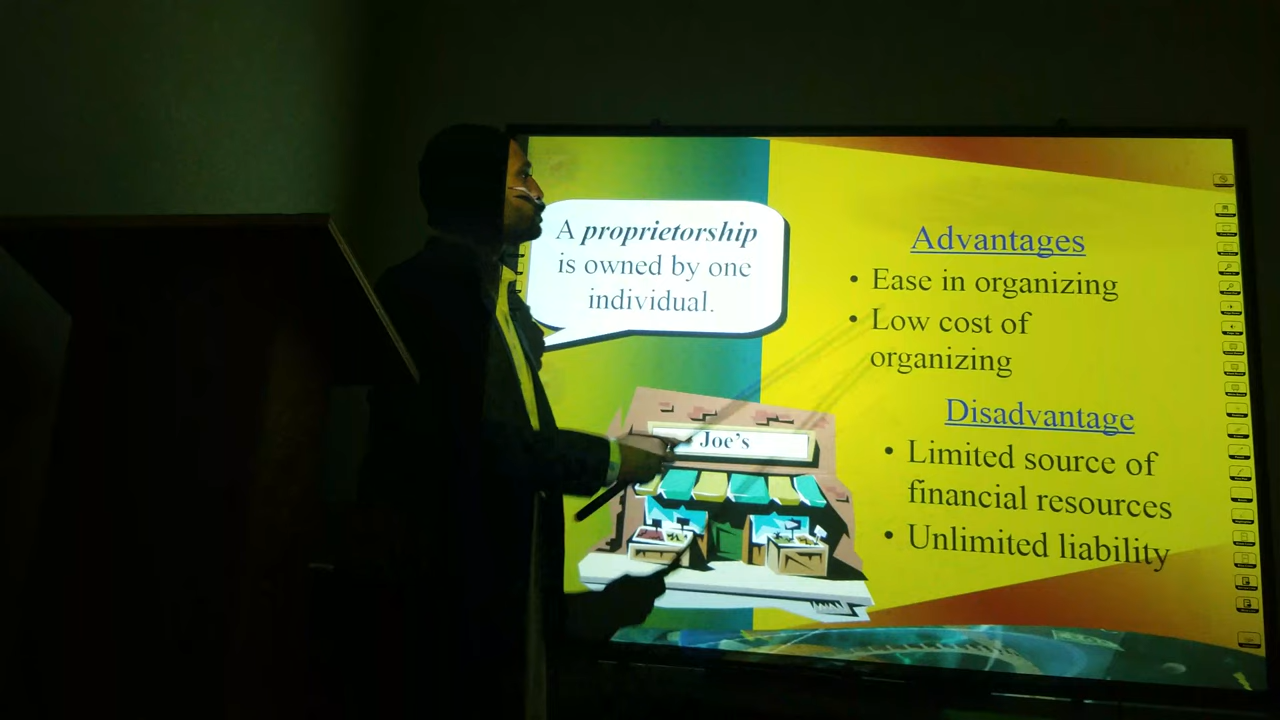 A proprietorship
is owned by one
individual.
Advantages
• Ease in organizing
• Low cost of
organizing
Disadvantage
• Limited source of
financial resources
• Unlimited liability
Joe's